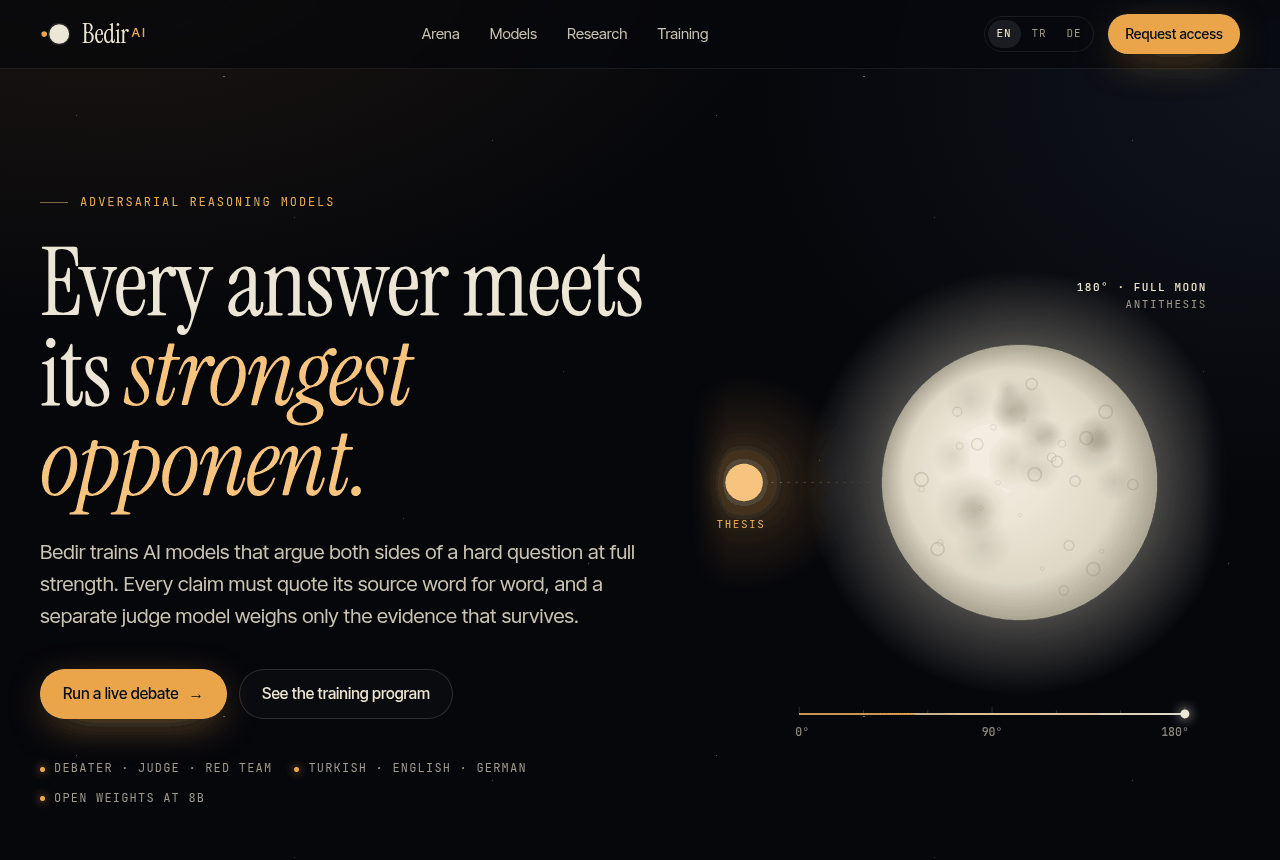 Bedir AI
Arena
Models
Research
Training
EN
TR
DE
Request access
ADVERSARIAL REASONING MODELS
Every answer meets
its strongest
opponent.
Bedir trains AI models that argue both sides of a hard question at full
strength. Every claim must quote its source word for word, and a
separate judge model weighs only the evidence that survives.
Run a live debate →
See the training program
DEBATER · JUDGE · RED TEAM
TURKISH · ENGLISH · GERMAN
OPEN WEIGHTS AT 8B
180° · FULL MOON
ANTITHESIS
THESIS
0°
90°
180°